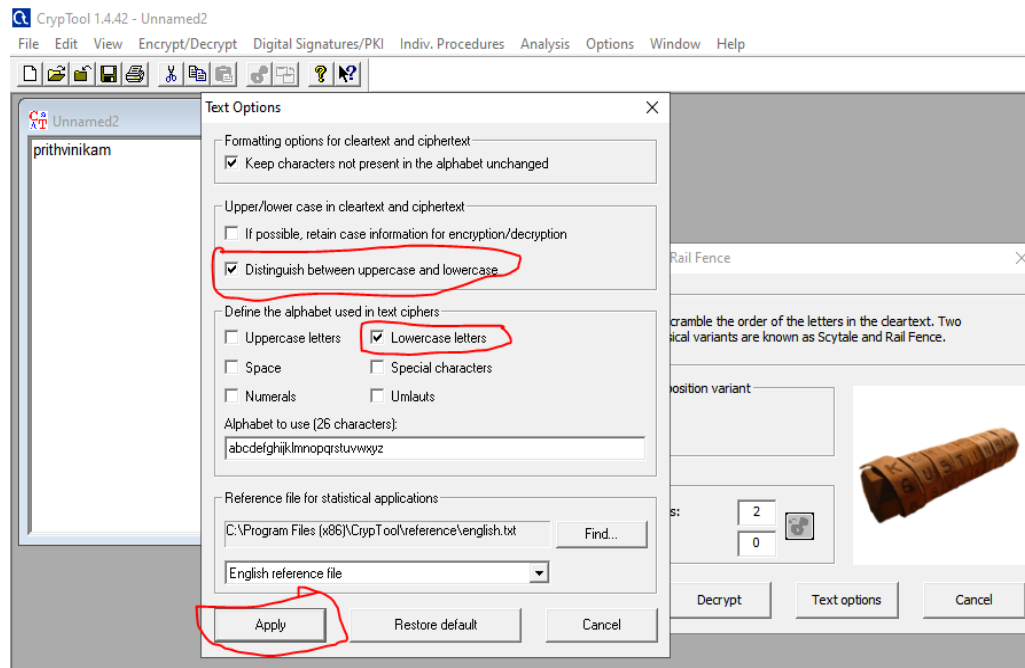 CrypTool 1.4.42 - Unnamed2
File Edit View Encrypt/Decrypt Digital Signatures/PKI Indiv. Procedures Analysis Options Window Help
Unnamed2
prithvinikam
Text Options
Formatting options for cleartext and ciphertext
Keep characters not present in the alphabet unchanged
Upper/lower case in cleartext and ciphertext
If possible, retain case information for encryption/decryption
Distinguish between uppercase and lowercase
Define the alphabet used in text ciphers
Uppercase letters Lowercase letters
Space Special characters
Numerals Umlauts
Alphabet to use (26 characters):
abcdefghijklmnopqrstuvwxyz
Reference file for statistical applications
C:\Program Files (x86)\CrypTool\reference\english.txt Find...
English reference file
Apply Restore default Cancel
Rail Fence
cramble the order of the letters in the cleartext. Two
sical variants are known as Scytale and Rail Fence.
position variant
s: 2
0
Decrypt Text options Cancel